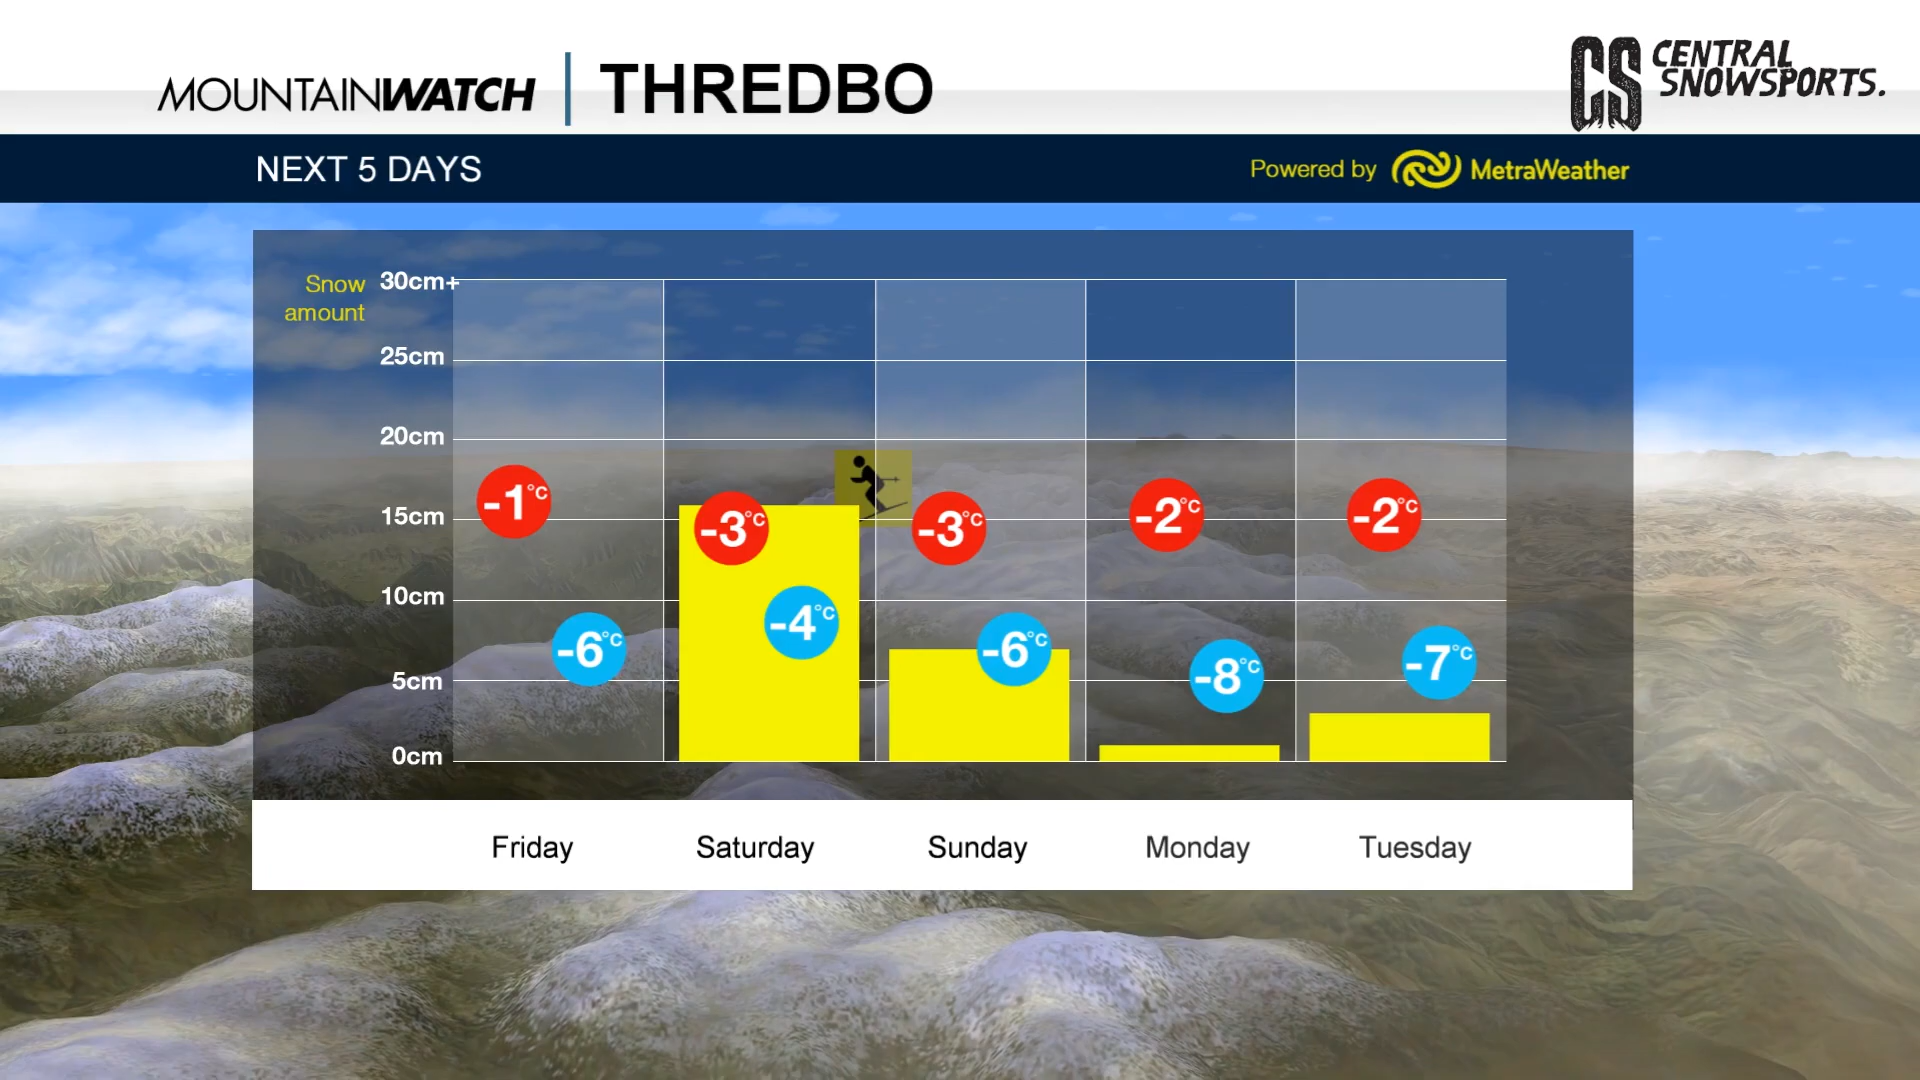 MOUNTAINWATCH THREDBO
CS CENTRAL SNOWSPORTS.
NEXT 5 DAYS
Powered by MetraWeather
Snow amount
30cm+
25cm
20cm
15cm
10cm
5cm
0cm
-1°C
-3°C
-3°C
-2°C
-2°C
-6°C
-4°C
-6°C
-8°C
-7°C
Friday Saturday Sunday Monday Tuesday